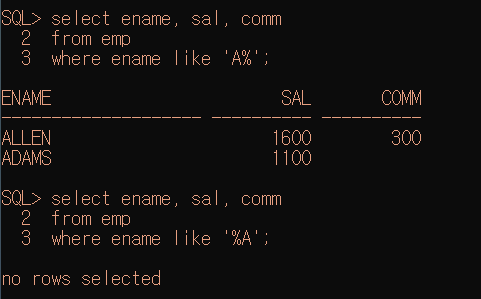 SQL> select ename, sal, comm
  2  from emp
  3  where ename like 'A%';
ENAME                       SAL       COMM
-------------------- ---------- ----------
ALLEN                      1600        300
ADAMS                      1100
SQL> select ename, sal, comm
  2  from emp
  3  where ename like '%A';
no rows selected